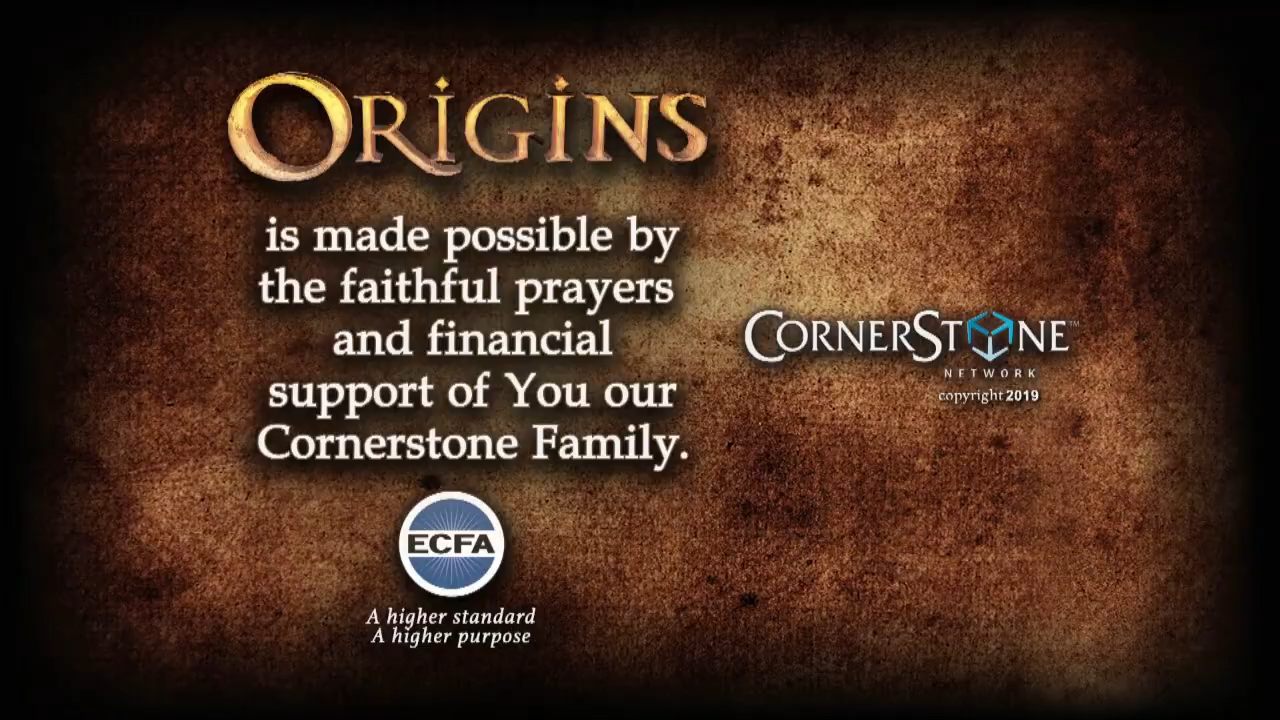 ORIGINS
is made possible by
the faithful prayers
and financial
support of You our
Cornerstone Family.
ECFA
A higher standard
A higher purpose
CORNERSTONE™
NETWORK
copyright 2019